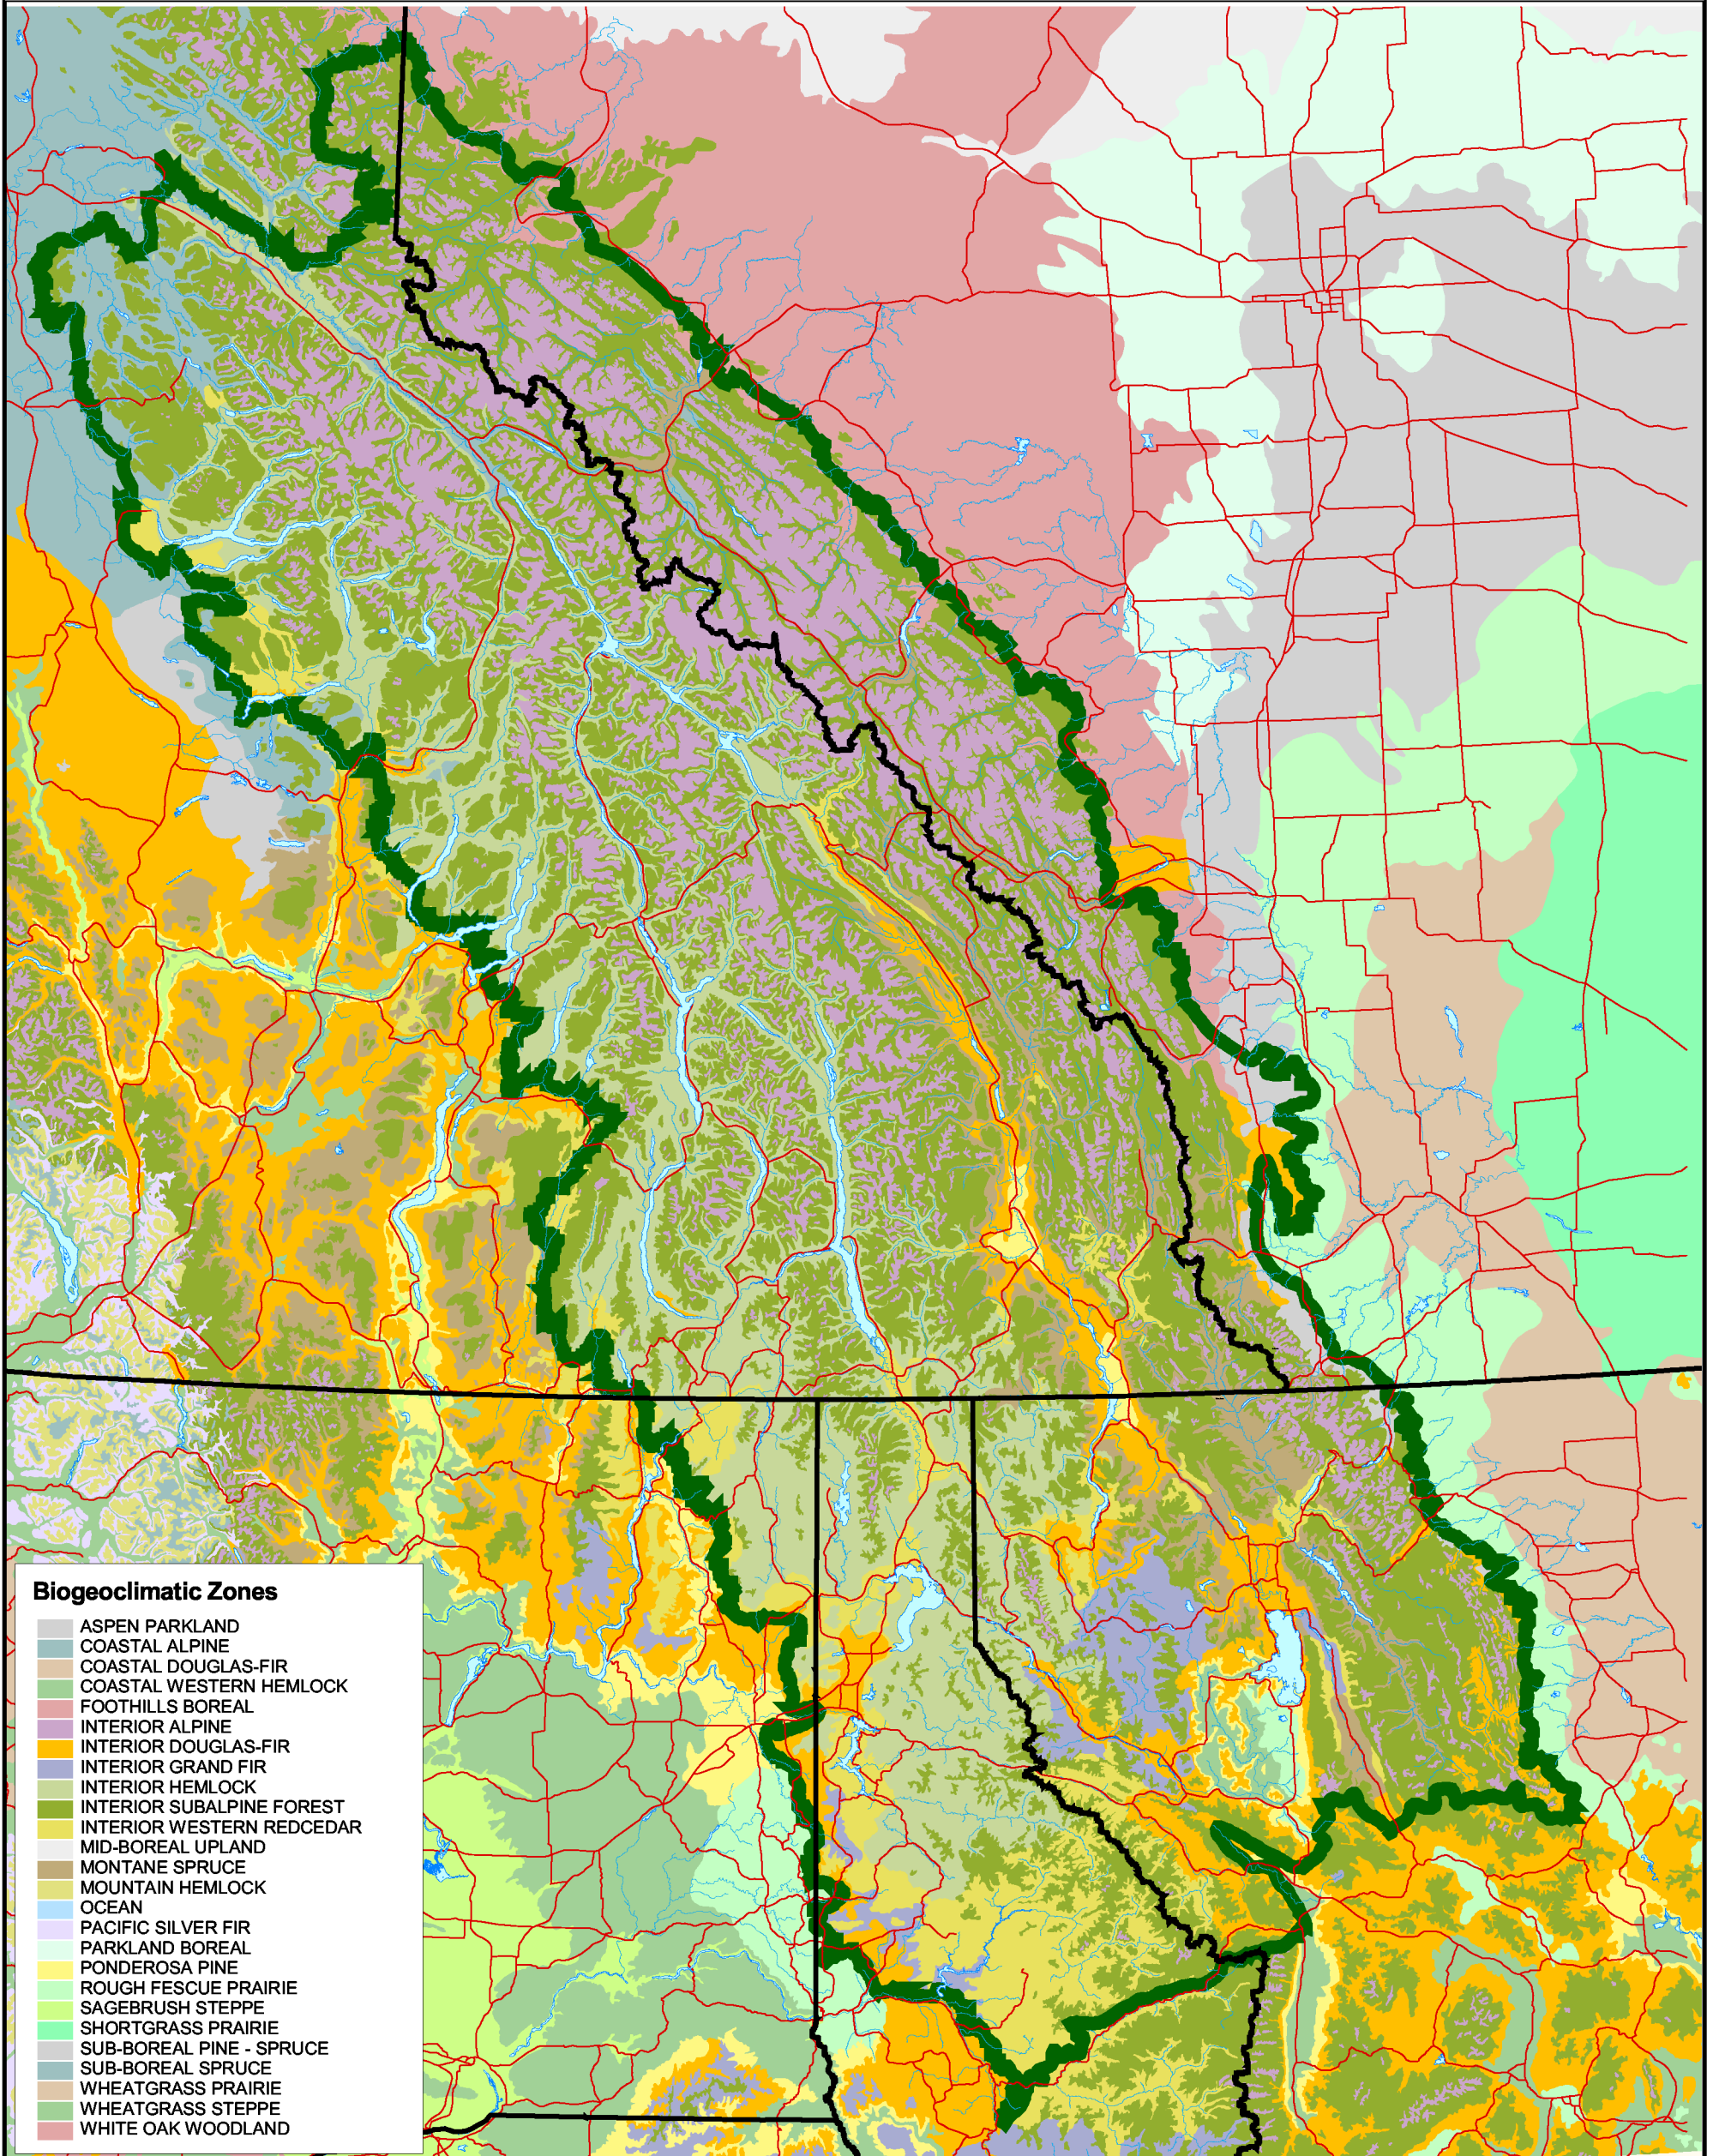 Biogeoclimatic Zones
ASPEN PARKLAND
COASTAL ALPINE
COASTAL DOUGLAS-FIR
COASTAL WESTERN HEMLOCK
FOOTHILLS BOREAL
INTERIOR ALPINE
INTERIOR DOUGLAS-FIR
INTERIOR GRAND FIR
INTERIOR HEMLOCK
INTERIOR SUBALPINE FOREST
INTERIOR WESTERN REDCEDAR
MID-BOREAL UPLAND
MONTANE SPRUCE
MOUNTAIN HEMLOCK
OCEAN
PACIFIC SILVER FIR
PARKLAND BOREAL
PONDEROSA PINE
ROUGH FESCUE PRAIRIE
SAGEBRUSH STEPPE
SHORTGRASS PRAIRIE
SUB-BOREAL PINE - SPRUCE
SUB-BOREAL SPRUCE
WHEATGRASS PRAIRIE
WHEATGRASS STEPPE
WHITE OAK WOODLAND